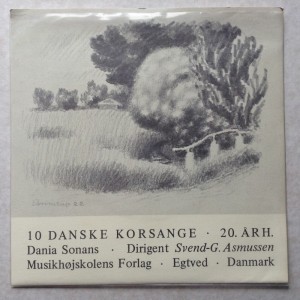 10 DANSKE KORSANGE · 20. ÅRH.
Dania Sonans · Dirigent Svend-G. Asmussen
Musikhøjskolens Forlag · Egtved · Danmark